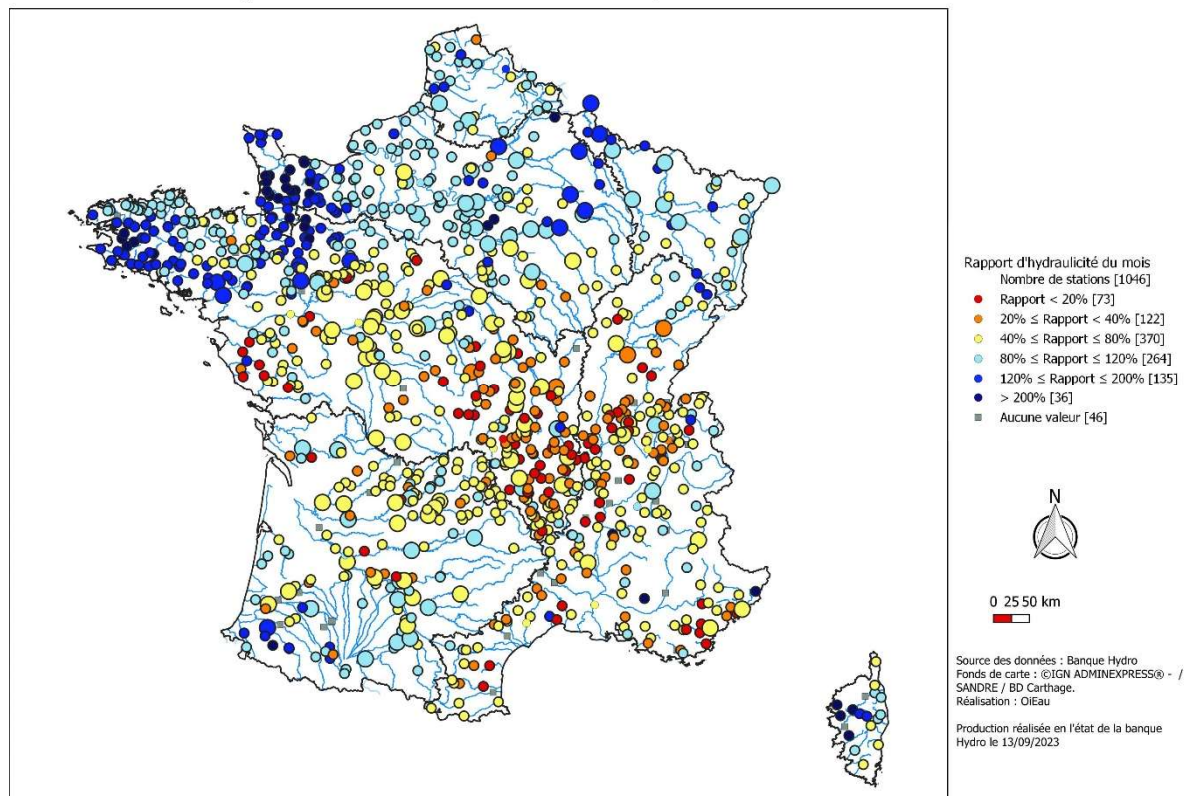 Rapport d'hydraulicité du mois
Nombre de stations [1046]
Rapport < 20% [73]
20% ≤ Rapport < 40% [122]
40% ≤ Rapport ≤ 80% [370]
80% ≤ Rapport ≤ 120% [264]
120% ≤ Rapport ≤ 200% [135]
> 200% [36]
Aucune valeur [46]
N
0 25 50 km
Source des données : Banque Hydro
Fonds de carte : ©IGN ADMINEXPRESS® - /
SANDRE / BD Carthage.
Réalisation : OiEau
Production réalisée en l'état de la banque
Hydro le 13/09/2023